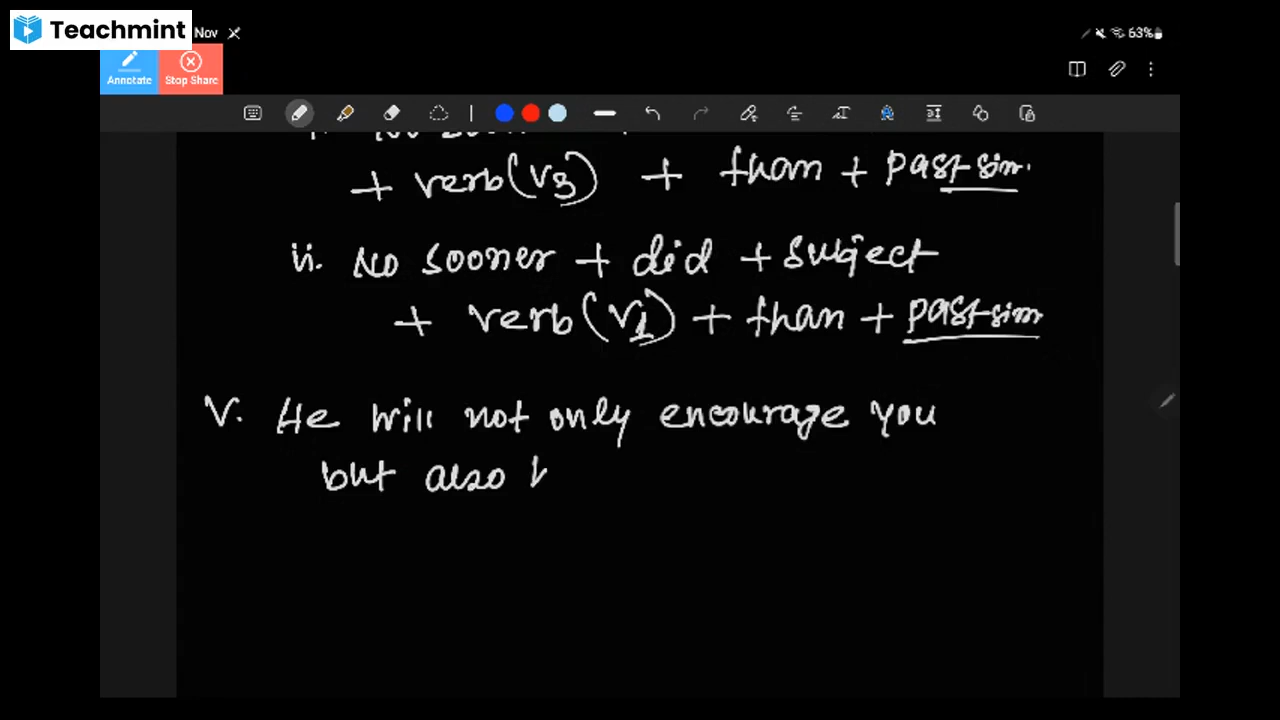 Teachmint
Nov
63%
Annotate
Stop Share
+ verb(V3) + than + past sim.
ii. No sooner + did + subject
+ verb(V1) + than + past sim
V. He will not only encourage you
but also